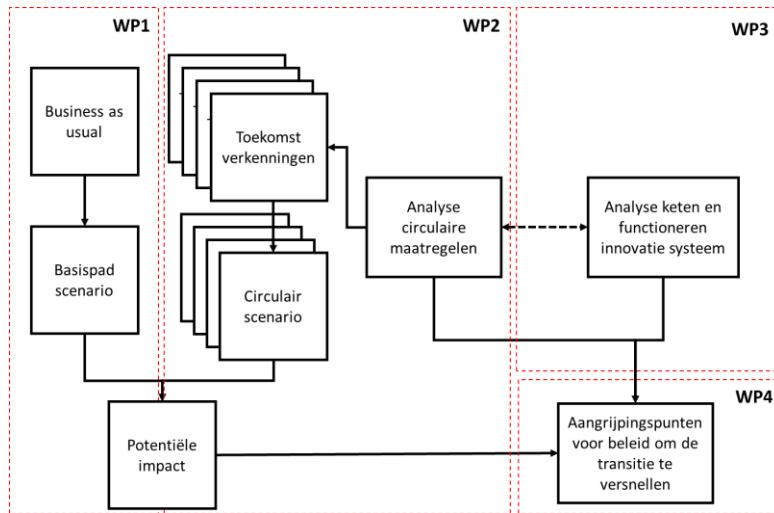 WP1
WP2
WP3
Business as
usual
Toekomst
verkenningen
Analyse
circulaire
maatregelen
Analyse keten en
functioneren
innovatie systeem
Basispad
scenario
Circulair
scenario
WP4
Potentiële
impact
Aangrijpingspunten
voor beleid om de
transitie te
versnellen